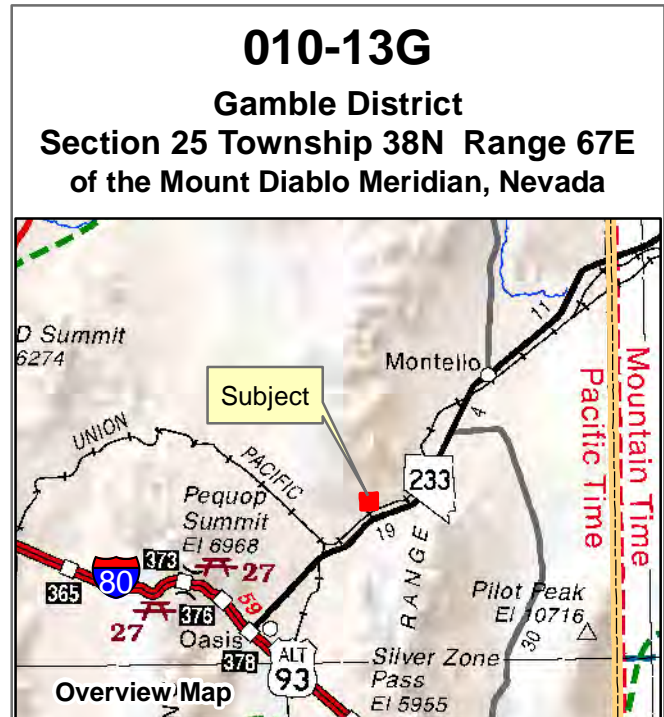 010-13G
Gamble District
Section 25 Township 38N Range 67E
of the Mount Diablo Meridian, Nevada
D Summit
6274
11
Montello
Mountain Time
Pacific Time
Subject
4
UNION
PACIFIC
233
Pequop
Summit
El 6968
19
RANGE
373
27
80
365
59
Pilot Peak
El 10716
376
27
Oasis
30
378
ALT
93
Silver Zone
Pass
El 5955
Overview Map